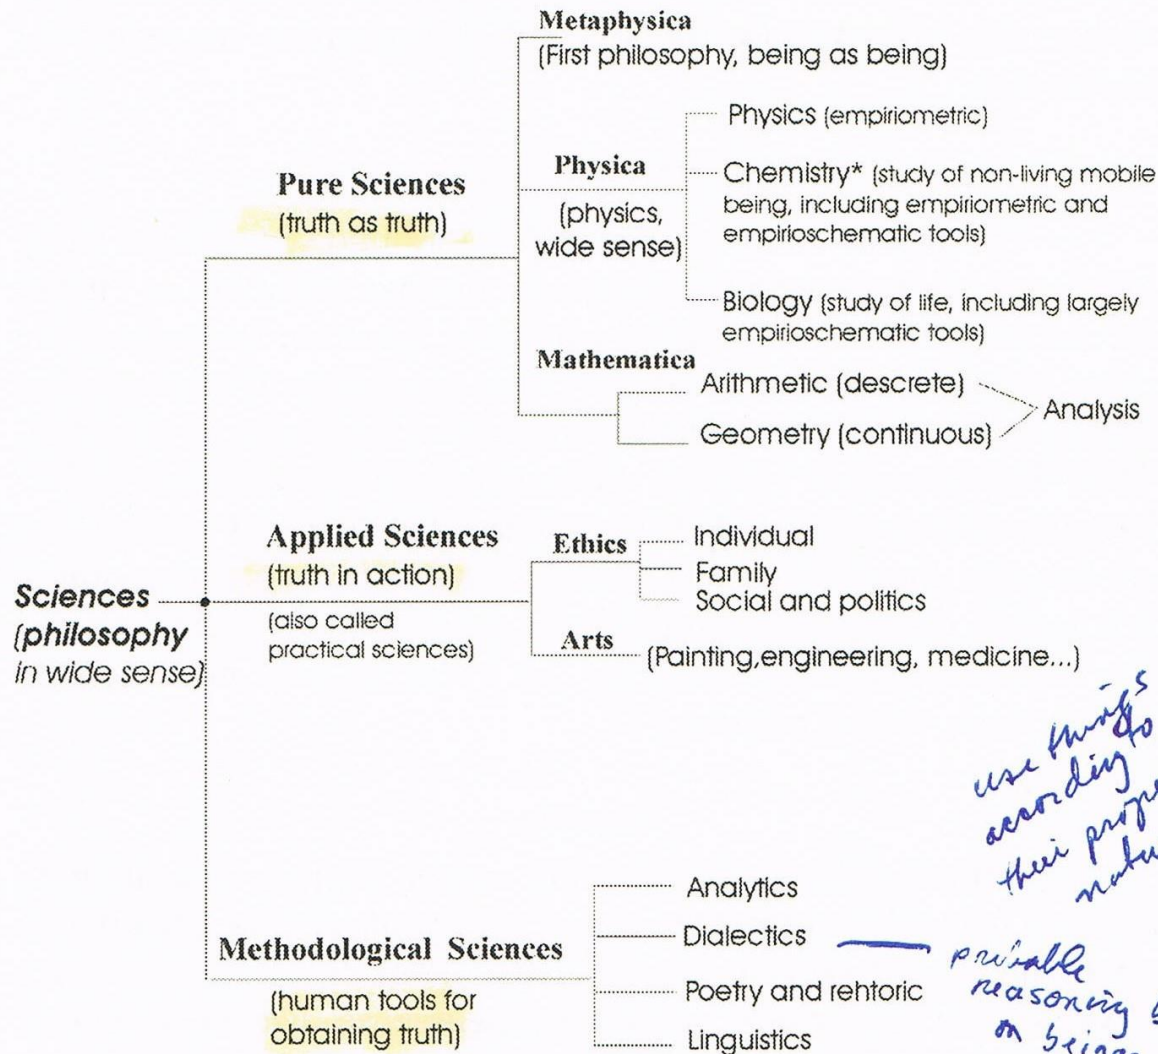 Metaphysica
(First philosophy, being as being)
Physics (empiriometric)
Pure Sciences
(truth as truth)
Physica
(physics,
wide sense)
Chemistry* (study of non-living mobile
being, including empiriometric and
empirioschematic tools)
Biology (study of life, including largely
empirioschematic tools)
Mathematica
Arithmetic (descrete)
Geometry (continuous)
Analysis
Applied Sciences
(truth in action)
(also called
practical sciences)
Ethics
Individual
Family
Social and politics
Arts
(Painting,engineering, medicine...)
Sciences
(philosophy
in wide sense)
use things
according to
their
Methodological Sciences
(human tools for
obtaining truth)
Analytics
Dialectics
Poetry and rehtoric
Linguistics
reasoning